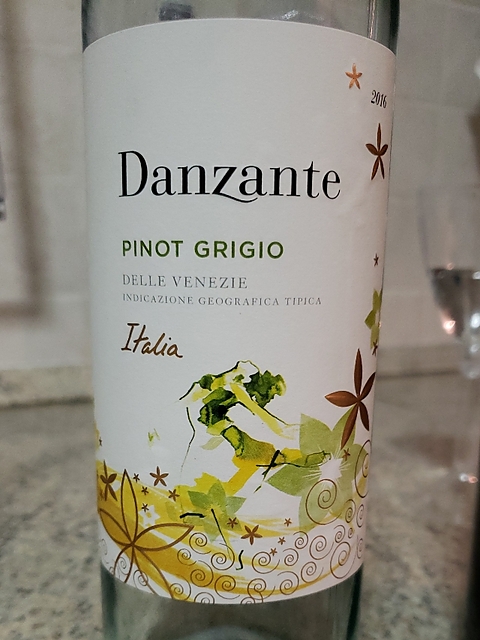 2016
Danzante
PINOT GRIGIO
DELLE VENEZIE
INDICAZIONE GEOGRAFICA TIPICA
Italia